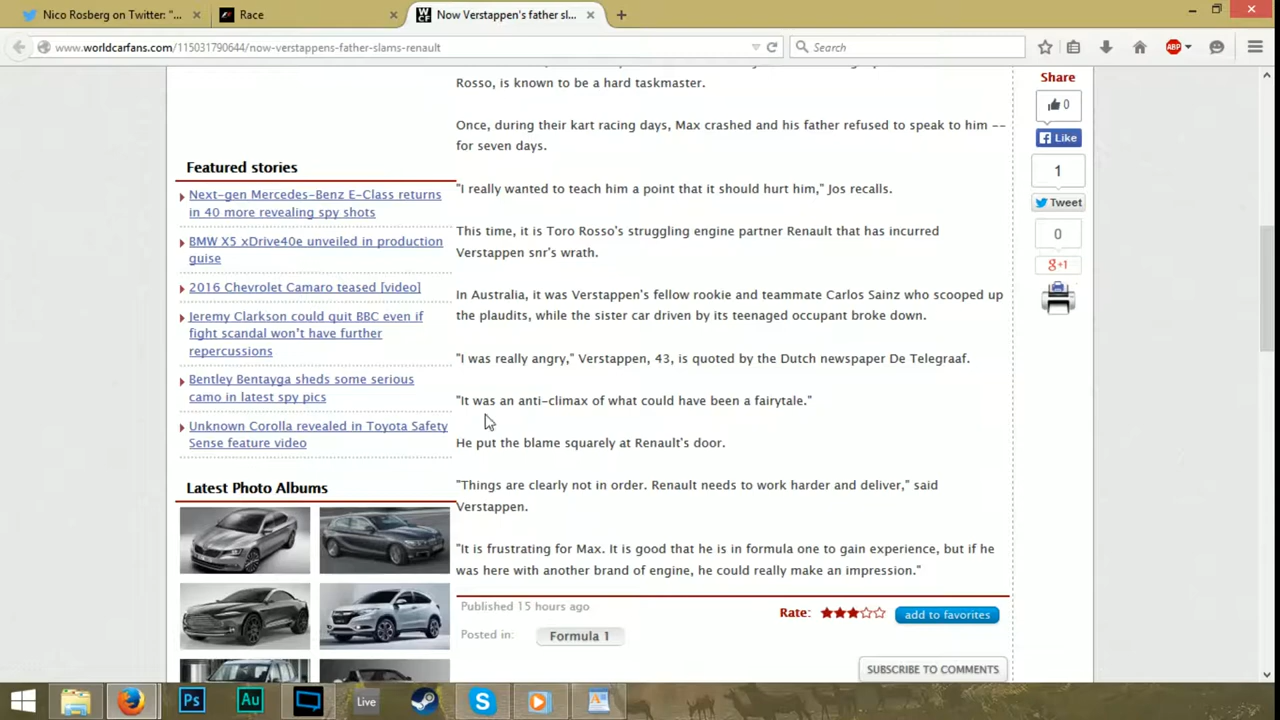 Nico Rosberg on Twitter: "...
Race
Now Verstappen's father sl...
www.worldcarfans.com/115031790644/now-verstappens-father-slams-renault
Search
ABP
Rosso, is known to be a hard taskmaster.
Once, during their kart racing days, Max crashed and his father refused to speak to him --
for seven days.
"I really wanted to teach him a point that it should hurt him," Jos recalls.
This time, it is Toro Rosso's struggling engine partner Renault that has incurred
Verstappen snr's wrath.
In Australia, it was Verstappen's fellow rookie and teammate Carlos Sainz who scooped up
the plaudits, while the sister car driven by its teenaged occupant broke down.
"I was really angry," Verstappen, 43, is quoted by the Dutch newspaper De Telegraaf.
"It was an anti-climax of what could have been a fairytale."
He put the blame squarely at Renault's door.
"Things are clearly not in order. Renault needs to work harder and deliver," said
Verstappen.
"It is frustrating for Max. It is good that he is in formula one to gain experience, but if he
was here with another brand of engine, he could really make an impression."
Featured stories
Next-gen Mercedes-Benz E-Class returns
in 40 more revealing spy shots
BMW X5 xDrive40e unveiled in production
guise
2016 Chevrolet Camaro teased [video]
Jeremy Clarkson could quit BBC even if
fight scandal won't have further
repercussions
Bentley Bentayga sheds some serious
camo in latest spy pics
Unknown Corolla revealed in Toyota Safety
Sense feature video
Latest Photo Albums
Published 15 hours ago
Rate:
add to favorites
Posted in:
Formula 1
SUBSCRIBE TO COMMENTS
Share
0
Like
1
Tweet
0
g+1
Ps
Au
Live